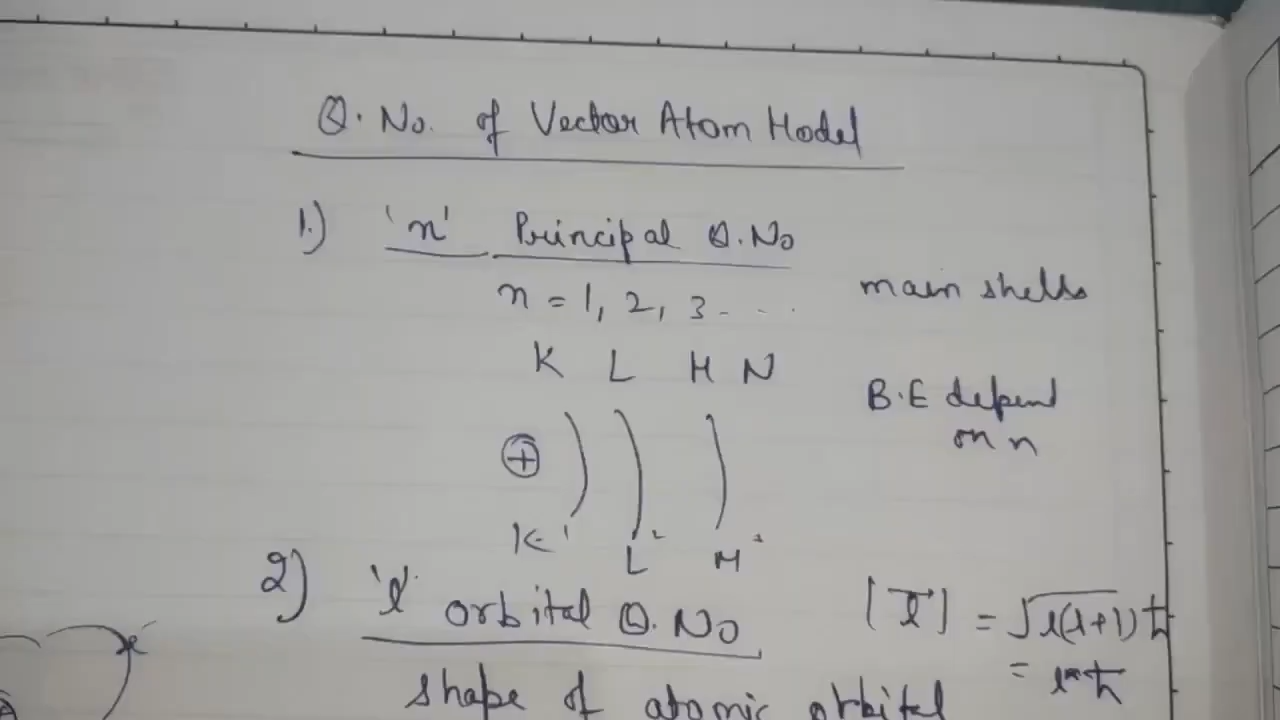 Q. No. of Vector Atom Model
1.) 'n' Principal Q.No
n = 1, 2, 3 - - -
main shells
K L M N
B.E depend
on n
⊕
K L M
2) 'l' orbital Q. No
|l⃗| = √l(l+1) ħ
shape of atomic orbital